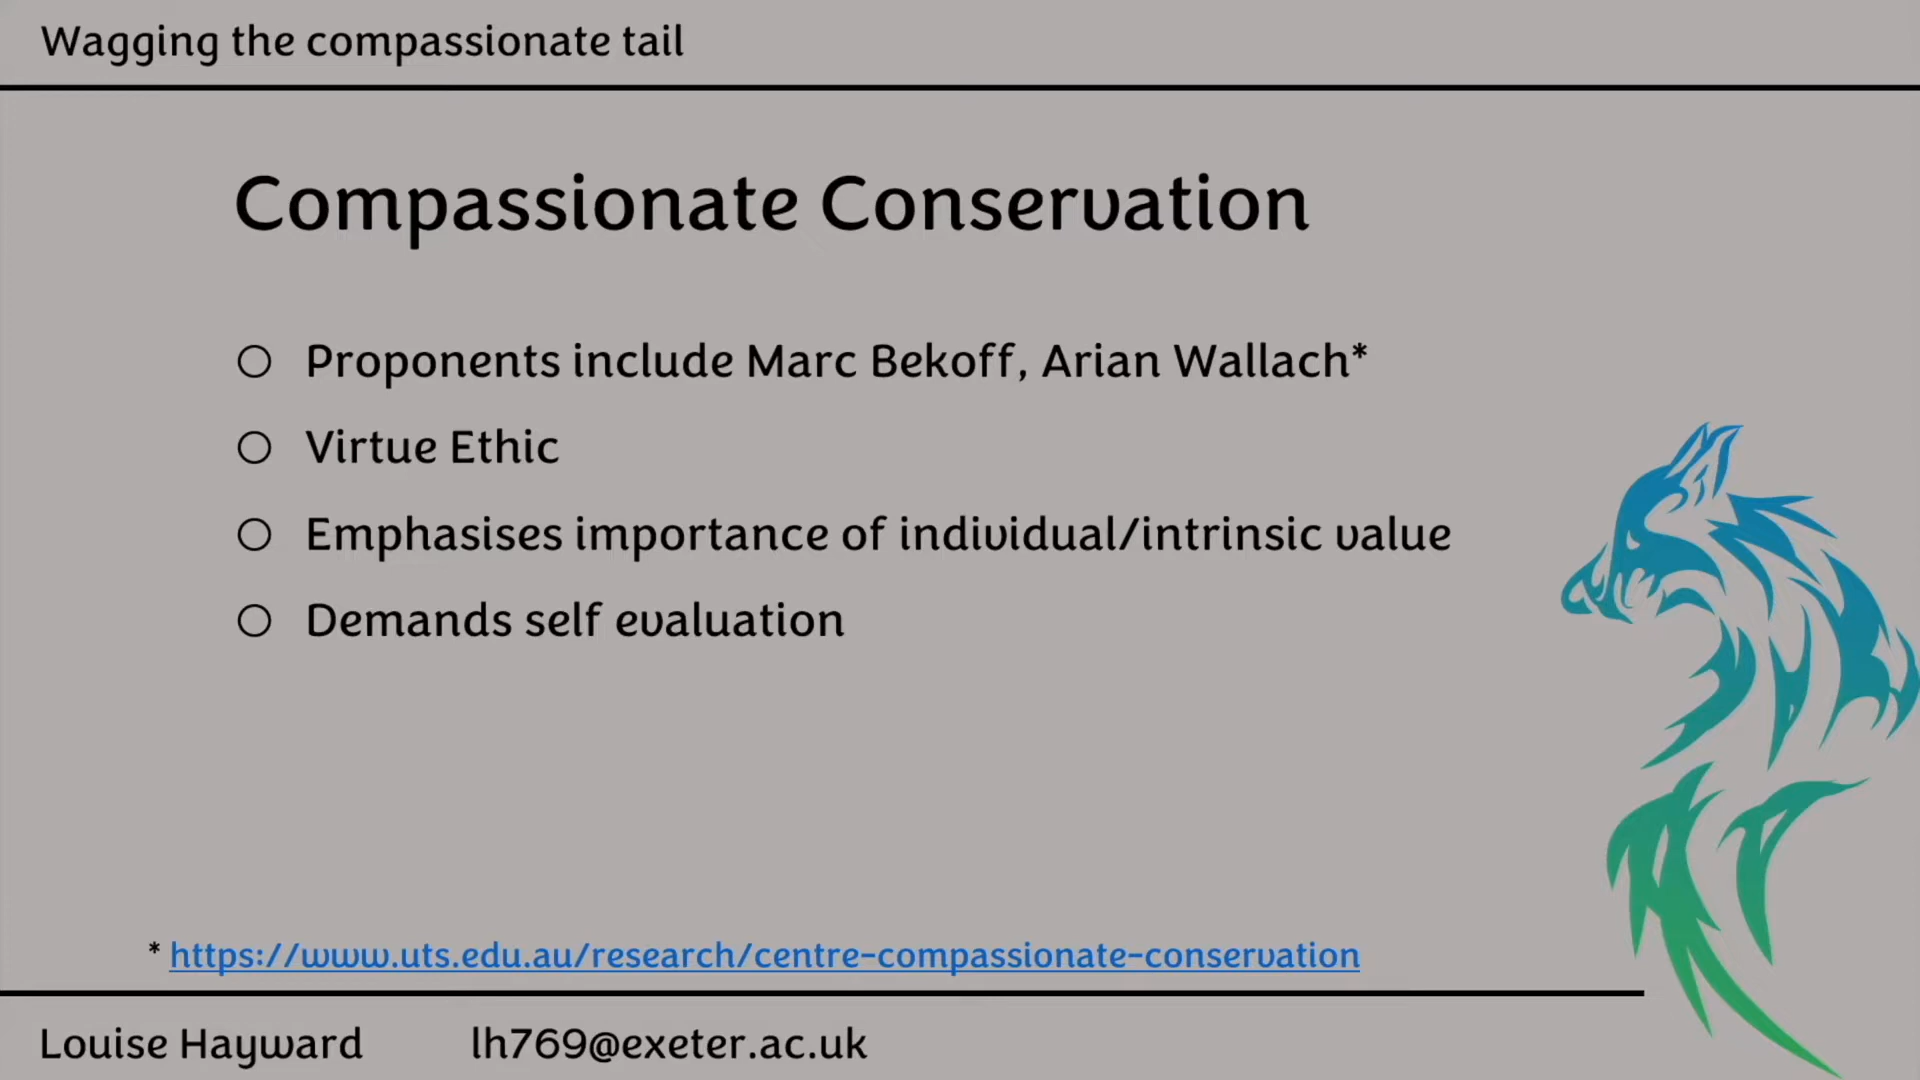 Wagging the compassionate tail
Compassionate Conservation
Proponents include Marc Bekoff, Arian Wallach*
Virtue Ethic
Emphasises importance of individual/intrinsic value
Demands self evaluation
* https://www.uts.edu.au/research/centre-compassionate-conservation
Louise Hayward lh769@exeter.ac.uk